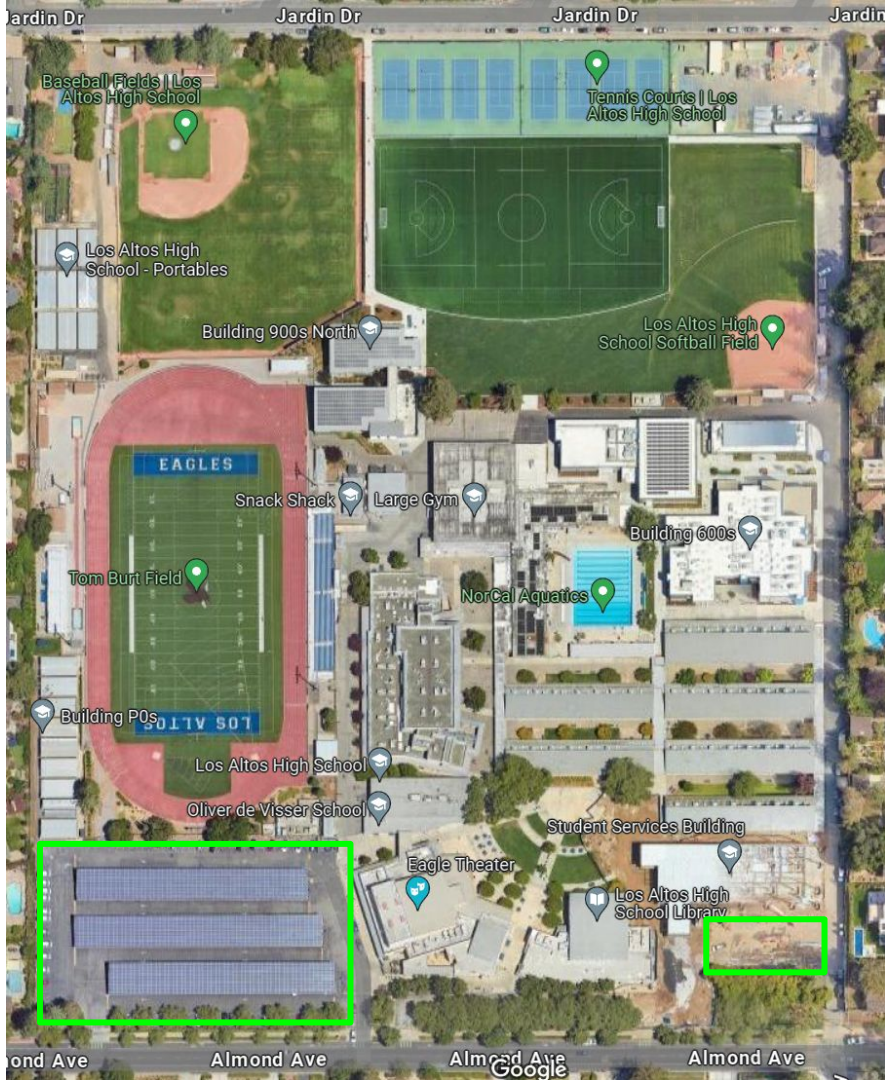 Jardin Dr
Jardin Dr
Jardin Dr
Jardin
Baseball Fields | Los
Altos High School
Tennis Courts | Los
Altos High School
Los Altos High
School - Portables
Building 900s North
Los Altos High
School Softball Field
EAGLES
Snack Shack
Large Gym
Building 600s
Tom Burt Field
NorCal Aquatics
Building P0s
LOS ALTOS
Los Altos High School
Oliver de Visser School
Student Services Building
Eagle Theater
Los Altos High
School Library
mond Ave
Almond Ave
Almond Ave
Almond Ave
Google